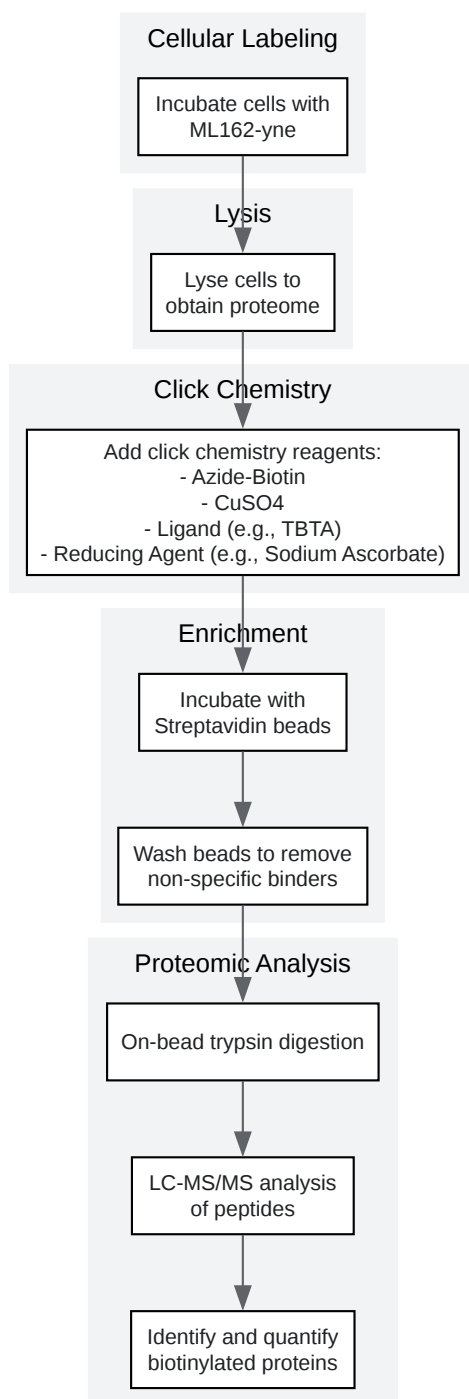 Cellular Labeling
Incubate cells with
ML162-yne
Lysis
Lyse cells to
obtain proteome
Click Chemistry
Add click chemistry reagents:
- Azide-Biotin
- CuSO4
- Ligand (e.g., TBTA)
- Reducing Agent (e.g., Sodium Ascorbate)
Enrichment
Incubate with
Streptavidin beads
Wash beads to remove
non-specific binders
Proteomic Analysis
On-bead trypsin digestion
LC-MS/MS analysis
of peptides
Identify and quantify
biotinylated proteins